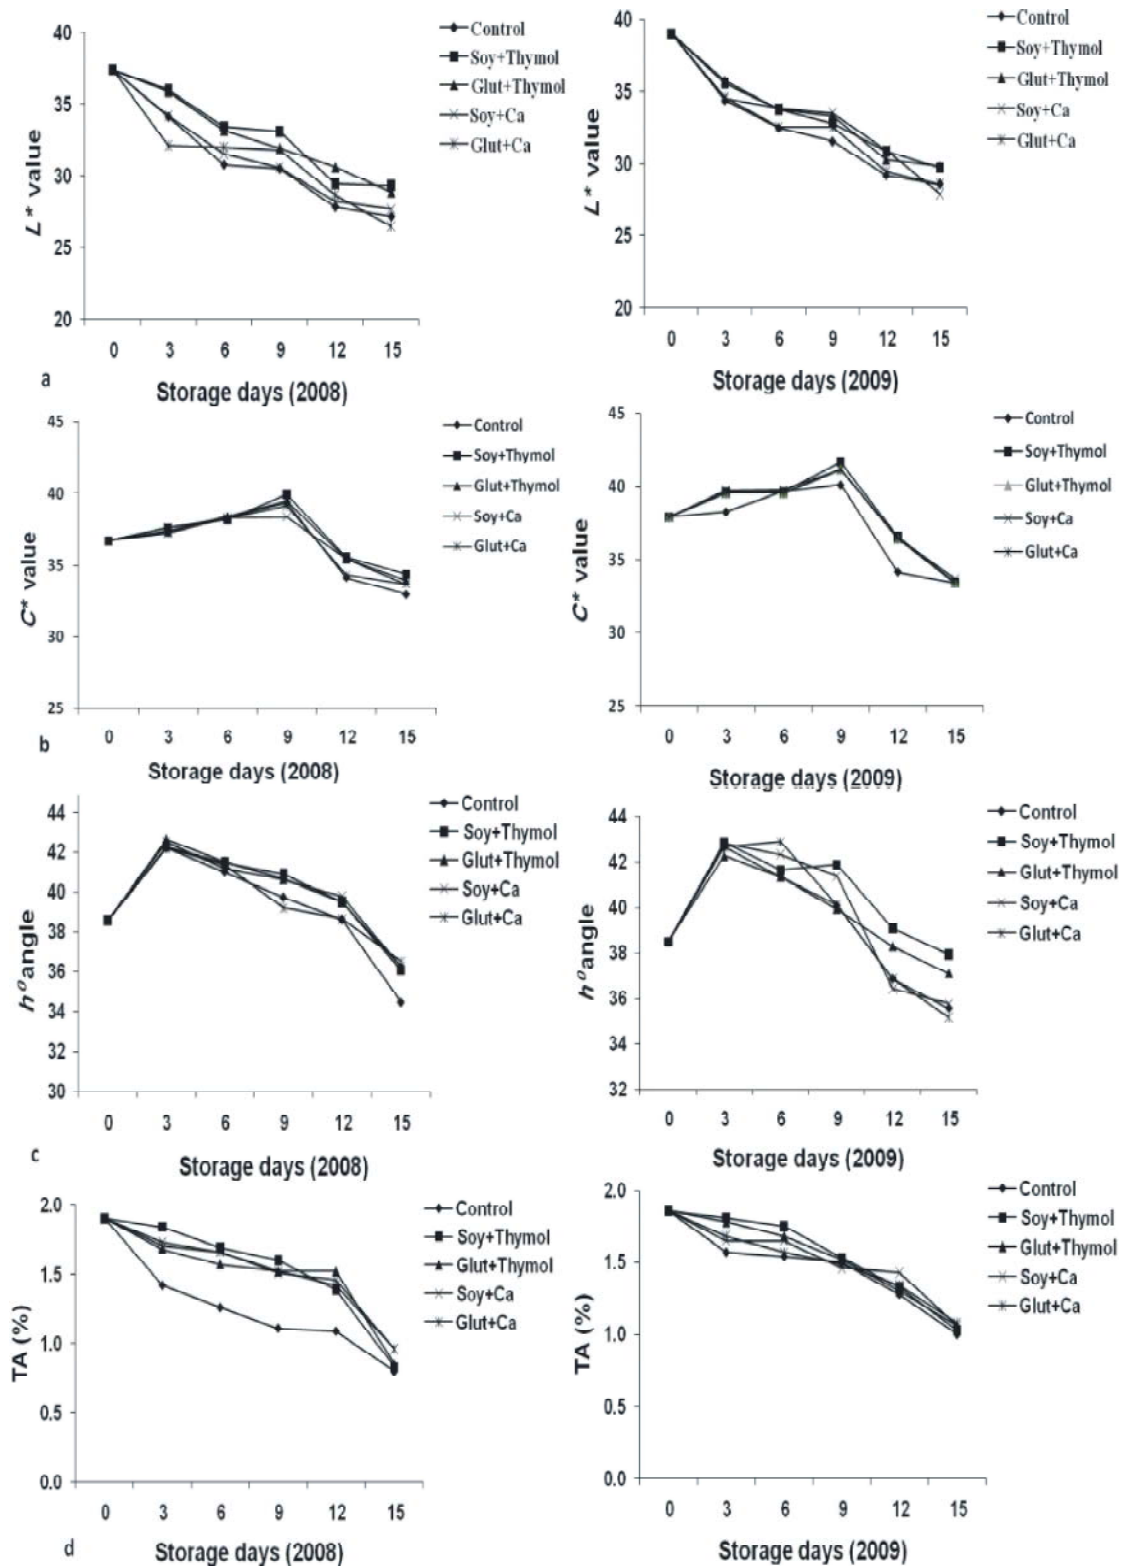 40
35
30
25
20
L* value
0 3 6 9 12 15
Storage days (2008)
Control
Soy+Thymol
Glut+Thymol
Soy+Ca
Glut+Ca
a
40
35
30
25
20
L* value
0 3 6 9 12 15
Storage days (2009)
Control
Soy+Thymol
Glut+Thymol
Soy+Ca
Glut+Ca
45
40
35
30
25
C* value
0 3 6 9 12 15
Storage days (2008)
Control
Soy+Thymol
Glut+Thymol
Soy+Ca
Glut+Ca
b
45
40
35
30
25
C* value
0 3 6 9 12 15
Storage days (2009)
Control
Soy+Thymol
Glut+Thymol
Soy+Ca
Glut+Ca
44
42
40
38
36
34
32
30
h° angle
0 3 6 9 12 15
Storage days (2008)
Control
Soy+Thymol
Glut+Thymol
Soy+Ca
Glut+Ca
c
44
42
40
38
36
34
32
h° angle
0 3 6 9 12 15
Storage days (2009)
Control
Soy+Thymol
Glut+Thymol
Soy+Ca
Glut+Ca
2.0
1.5
1.0
0.5
0.0
TA (%)
0 3 6 9 12 15
Storage days (2008)
Control
Soy+Thymol
Glut+Thymol
Soy+Ca
Glut+Ca
d
2.0
1.5
1.0
0.5
0.0
TA (%)
0 3 6 9 12 15
Storage days (2009)
Control
Soy+Thymol
Glut+Thymol
Soy+Ca
Glut+Ca